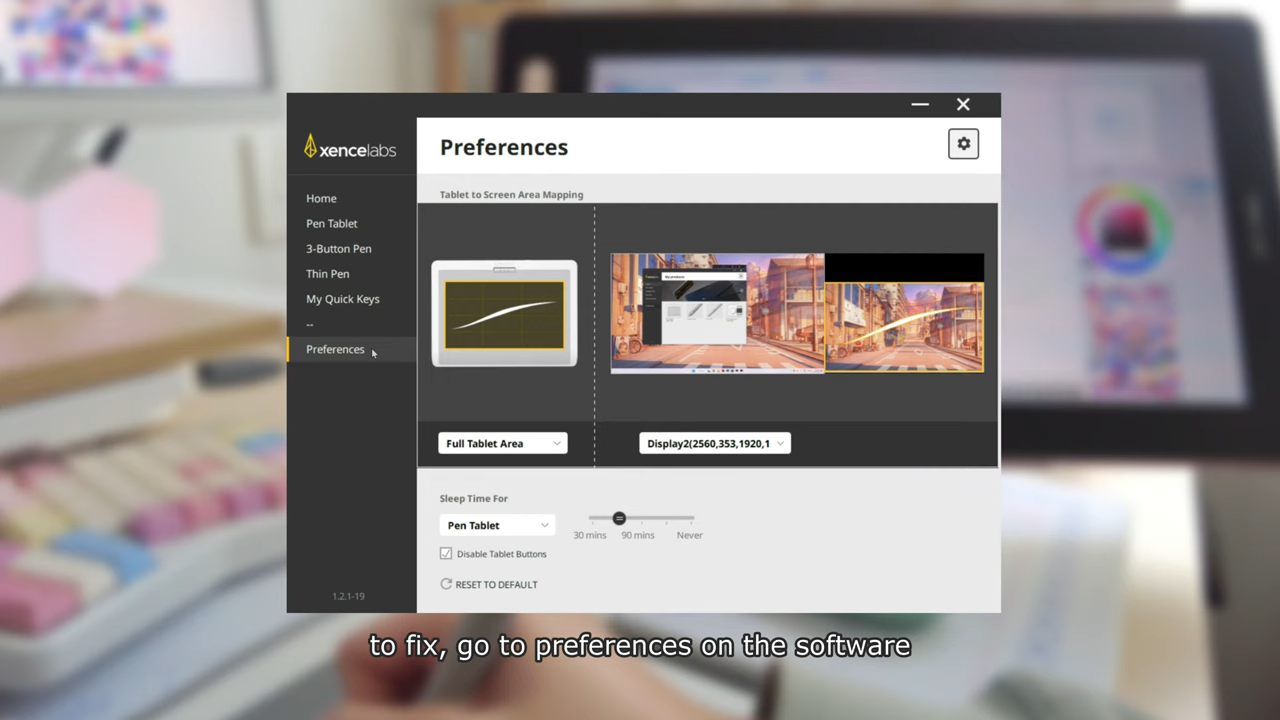 xencelabs
Preferences
Home
Pen Tablet
3-Button Pen
Thin Pen
My Quick Keys
--
Preferences
1.2.1-19
Tablet to Screen Area Mapping
Full Tablet Area
Display2(2560,353,1920,1
Sleep Time For
Pen Tablet
30 mins 90 mins Never
Disable Tablet Buttons
RESET TO DEFAULT
to fix, go to preferences on the software